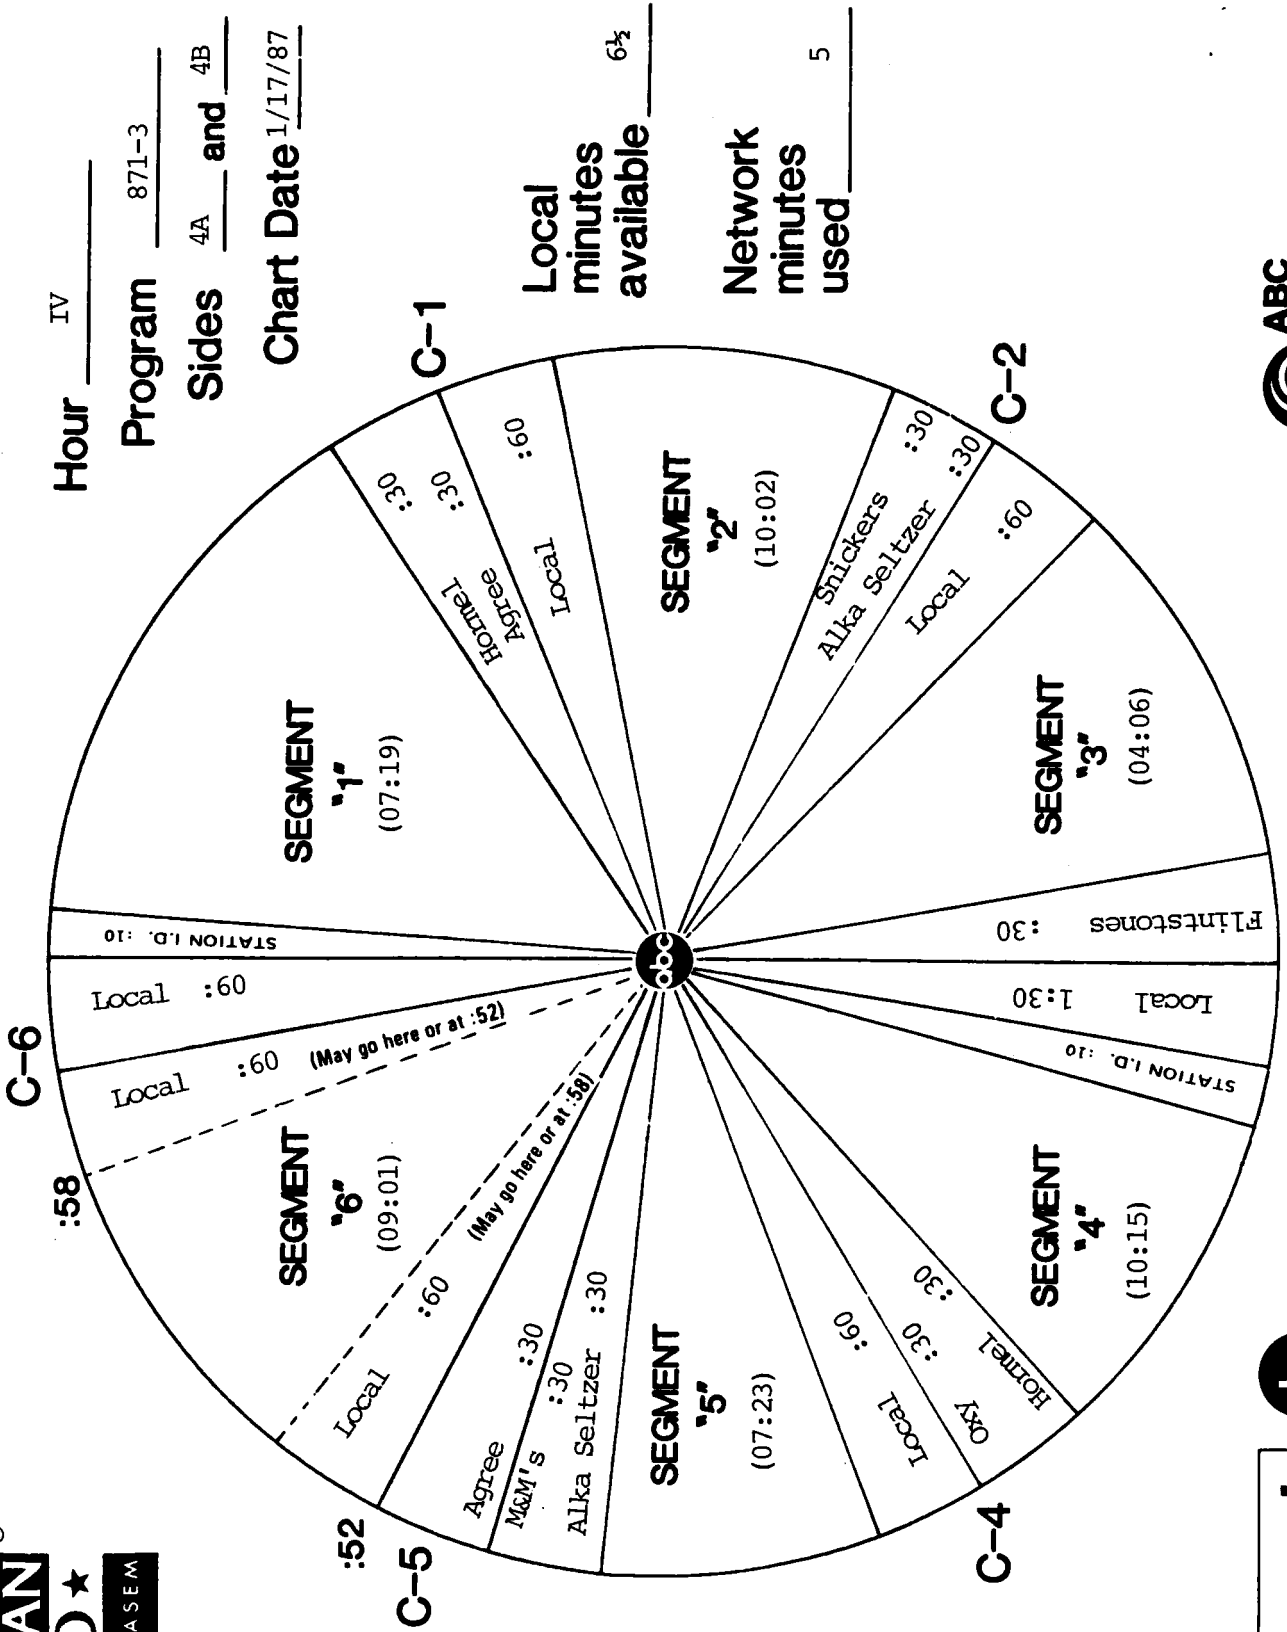 Hour IV
Program 871-3
Sides 4A and 4B
Chart Date 1/17/87
Local
minutes
available 6½
Network
minutes
used 5
C-1
Hormel :30
Agree :30
Local :60
SEGMENT
"2"
(10:02)
Snickers :30
Alka Seltzer :30
C-2
Local :60
SEGMENT
"3"
(04:06)
Flintstones :30
Local 1:30
STATION I.D. :10
SEGMENT
"4"
(10:15)
Hormel :30
Oxy :30
C-4
Local :60
SEGMENT
"5"
(07:23)
Alka Seltzer :30
M&M's :30
Agree :30
C-5
:52
Local :60
(May go here or at :58)
SEGMENT
"6"
(09:01)
:58
Local :60
(May go here or at :52)
C-6
Local :60
STATION I.D. :10
SEGMENT
"1"
(07:19)
abc
ABC
AN
ASEM